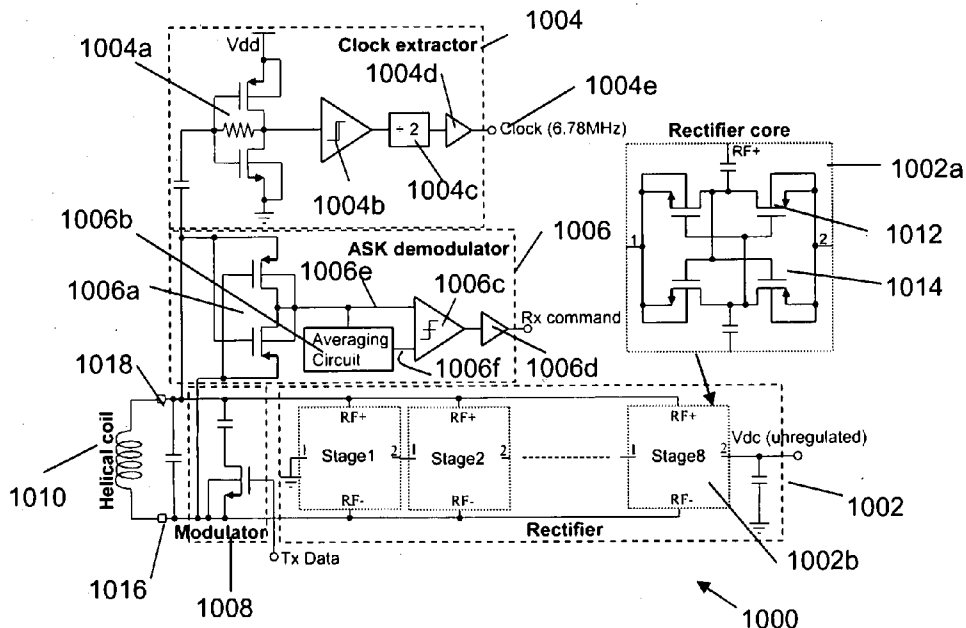 1004
Vdd
Clock extractor
1004a
1004d
1004e
÷ 2
Clock (6.78MHz)
1004b
1004c
Rectifier core
RF+
1002a
1
2
1012
1014
1006b
ASK demodulator
1006
1006e
1006c
1006a
Rx command
Averaging
Circuit
1006f
1006d
1018
Helical coil
1010
RF+
RF+
RF+
1
Stage1
2
1
Stage2
2
1
Stage8
2
Vdc (unregulated)
RF-
RF-
RF-
1002
Modulator
Rectifier
Tx Data
1016
1008
1002b
1000